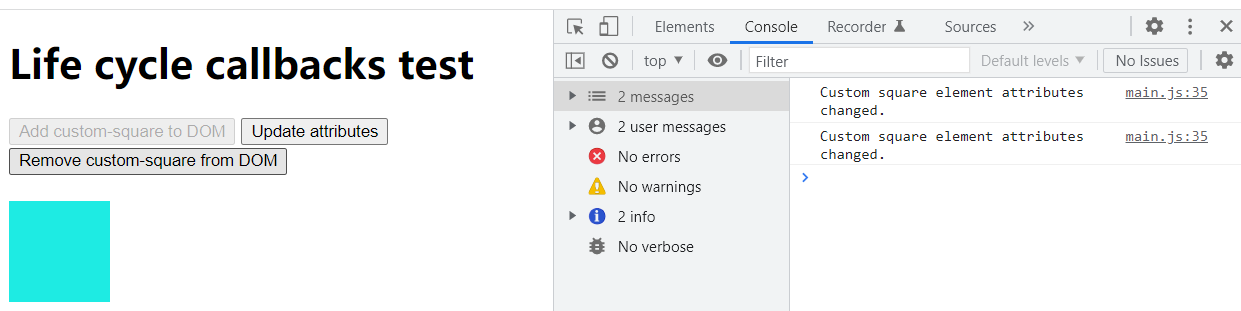 Elements Console Recorder Sources
Life cycle callbacks test
top Filter Default levels No Issues
2 messages
Custom square element attributes main.js:35
changed.
Add custom-square to DOM Update attributes
2 user messages
Custom square element attributes main.js:35
changed.
Remove custom-square from DOM
No errors
No warnings
2 info
No verbose